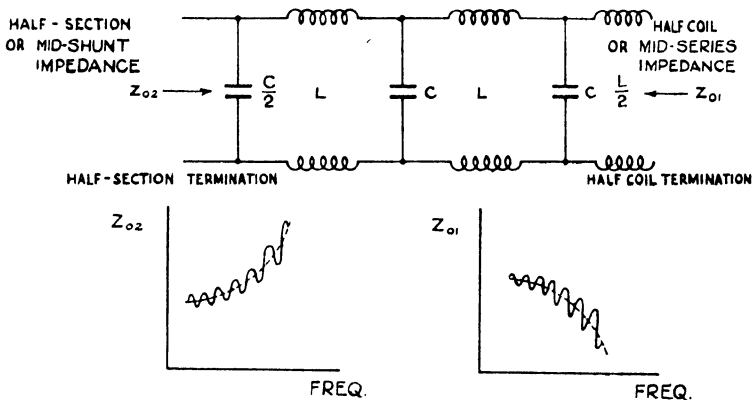 HALF-SECTION
OR MID-SHUNT
IMPEDANCE
HALF COIL
OR MID-SERIES
IMPEDANCE
Z02
C/2
L
C
L
C
L/2
Z01
HALF-SECTION TERMINATION
HALF COIL TERMINATION
Z02
FREQ.
Z01
FREQ.